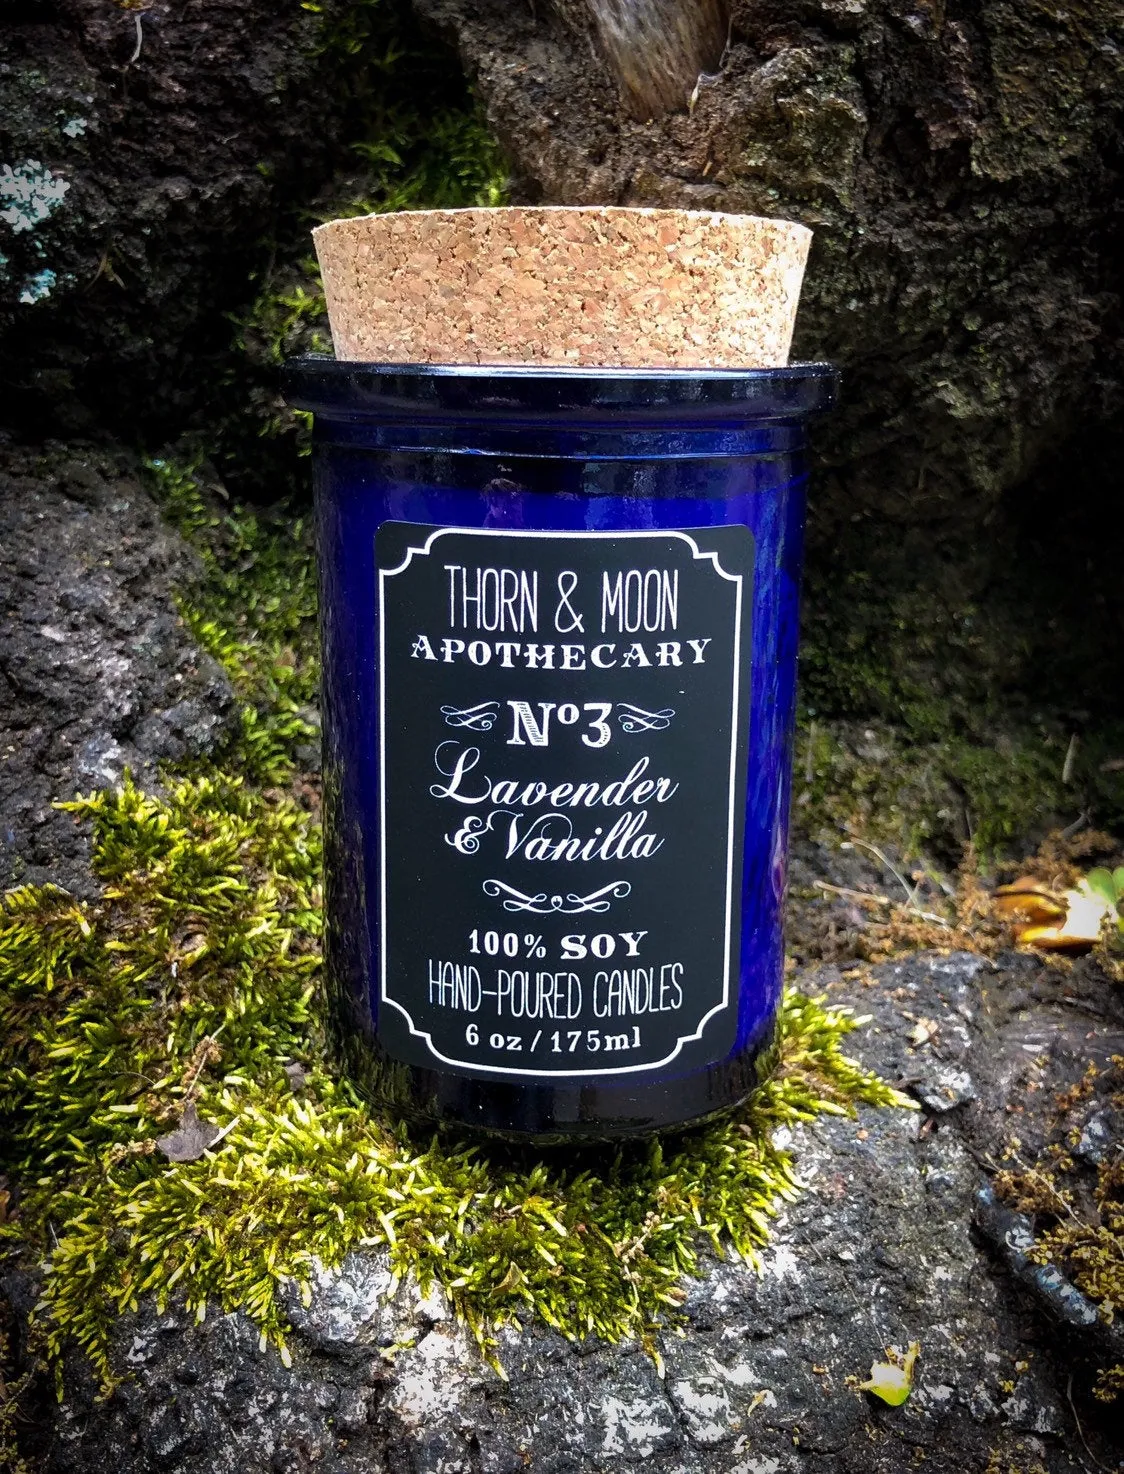 THORN & MOON
APOTHECARY
Nº3
Lavender
& Vanilla
100% SOY
HAND-POURED CANDLES
6 oz / 175ml